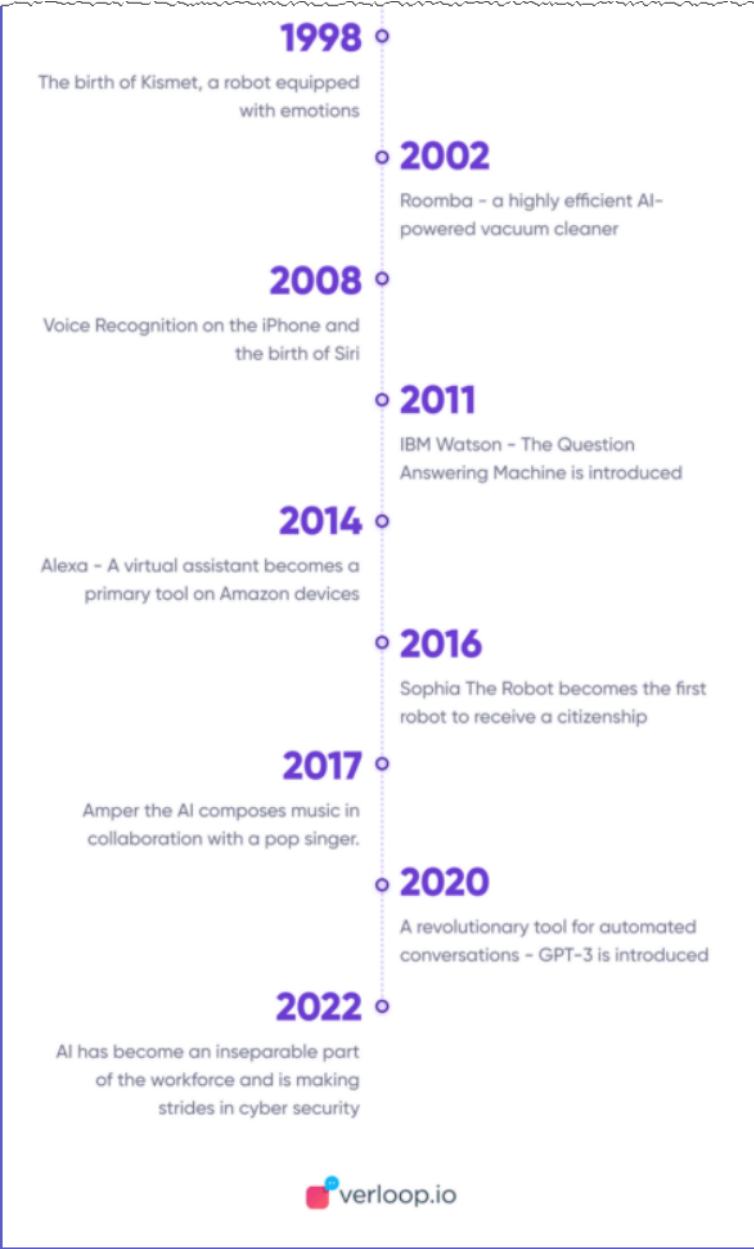 1998
The birth of Kismet, a robot equipped
with emotions
2002
Roomba - a highly efficient AI-
powered vacuum cleaner
2008
Voice Recognition on the iPhone and
the birth of Siri
2011
IBM Watson - The Question
Answering Machine is introduced
2014
Alexa - A virtual assistant becomes a
primary tool on Amazon devices
2016
Sophia The Robot becomes the first
robot to receive a citizenship
2017
Amper the AI composes music in
collaboration with a pop singer.
2020
A revolutionary tool for automated
conversations - GPT-3 is introduced
2022
AI has become an inseparable part
of the workforce and is making
strides in cyber security
verloop.io